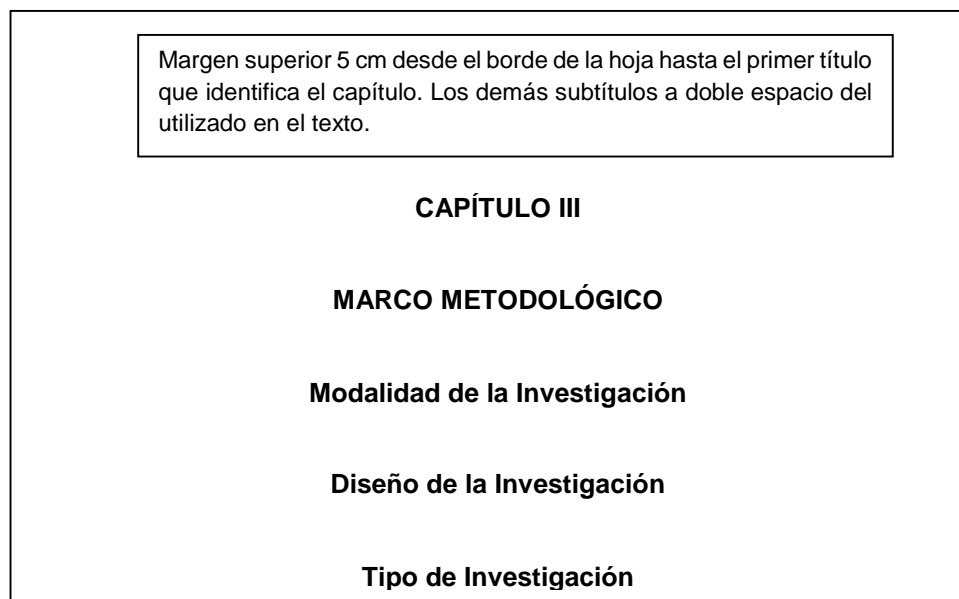 Margen superior 5 cm desde el borde de la hoja hasta el primer título
que identifica el capítulo. Los demás subtítulos a doble espacio del
utilizado en el texto.
CAPÍTULO III
MARCO METODOLÓGICO
Modalidad de la Investigación
Diseño de la Investigación
Tipo de Investigación